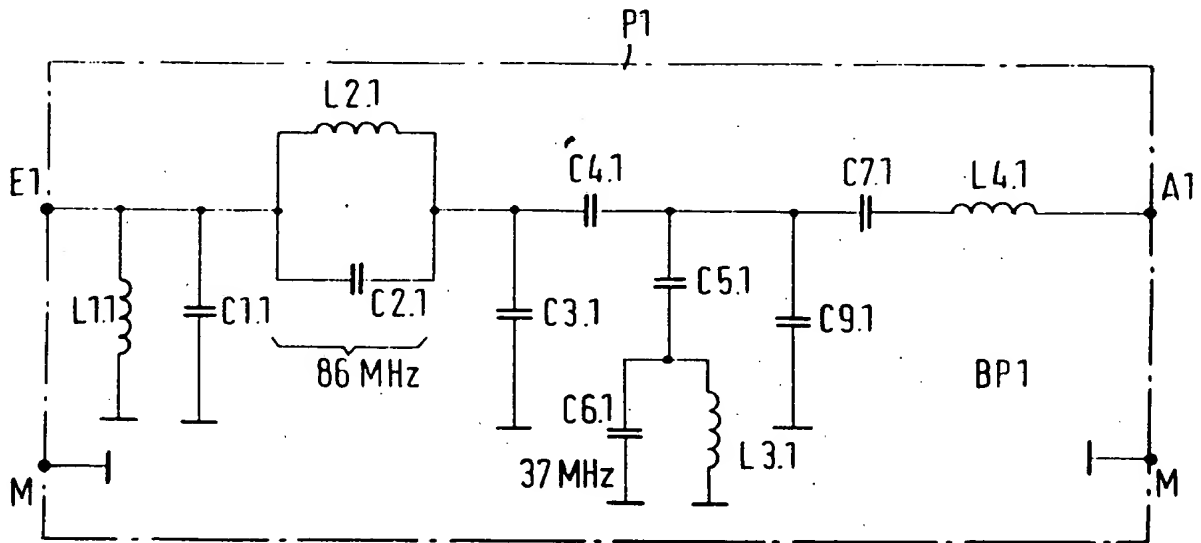 P1
L2.1
E1
C4.1
C7.1
L4.1
A1
L1.1
C1.1
C2.1
C3.1
C5.1
C9.1
86 MHz
BP1
C6.1
37 MHz
L3.1
M
M